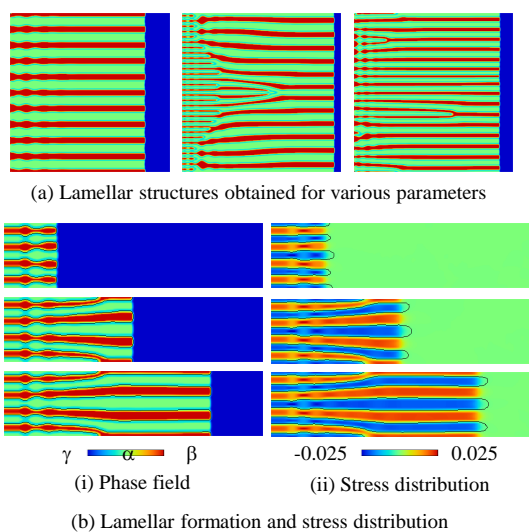 (a) Lamellar structures obtained for various parameters
γ α β
-0.025 0.025
(i) Phase field
(ii) Stress distribution
(b) Lamellar formation and stress distribution